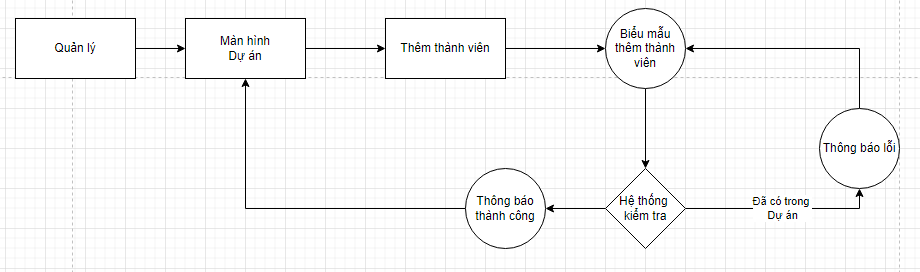 Quản lý
Màn hình
Dự án
Thêm thành viên
Biểu mẫu
thêm thành
viên
Thông báo lỗi
Thông báo
thành công
Hệ thống
kiểm tra
Đã có trong
Dự án